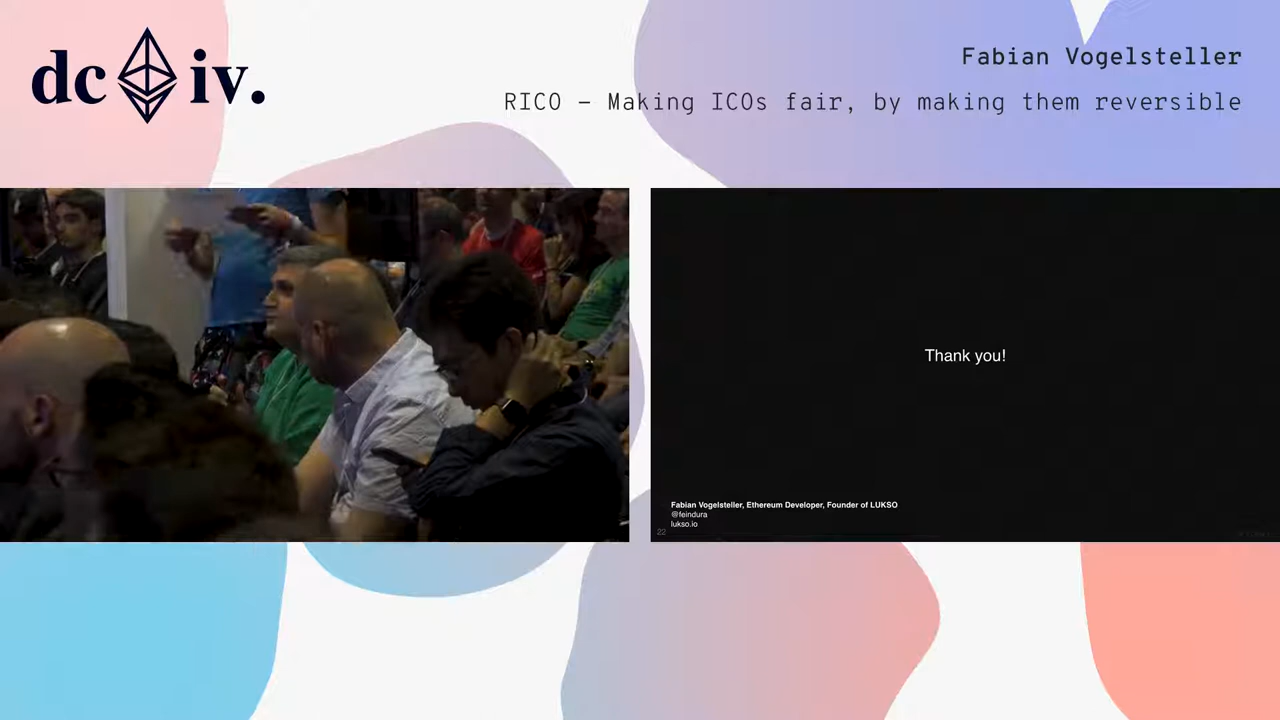 dc iv.
Fabian Vogelsteller
RICO – Making ICOs fair, by making them reversible
Thank you!
Fabian Vogelsteller, Ethereum Developer, Founder of LUKSO
@feindura
lukso.io
22